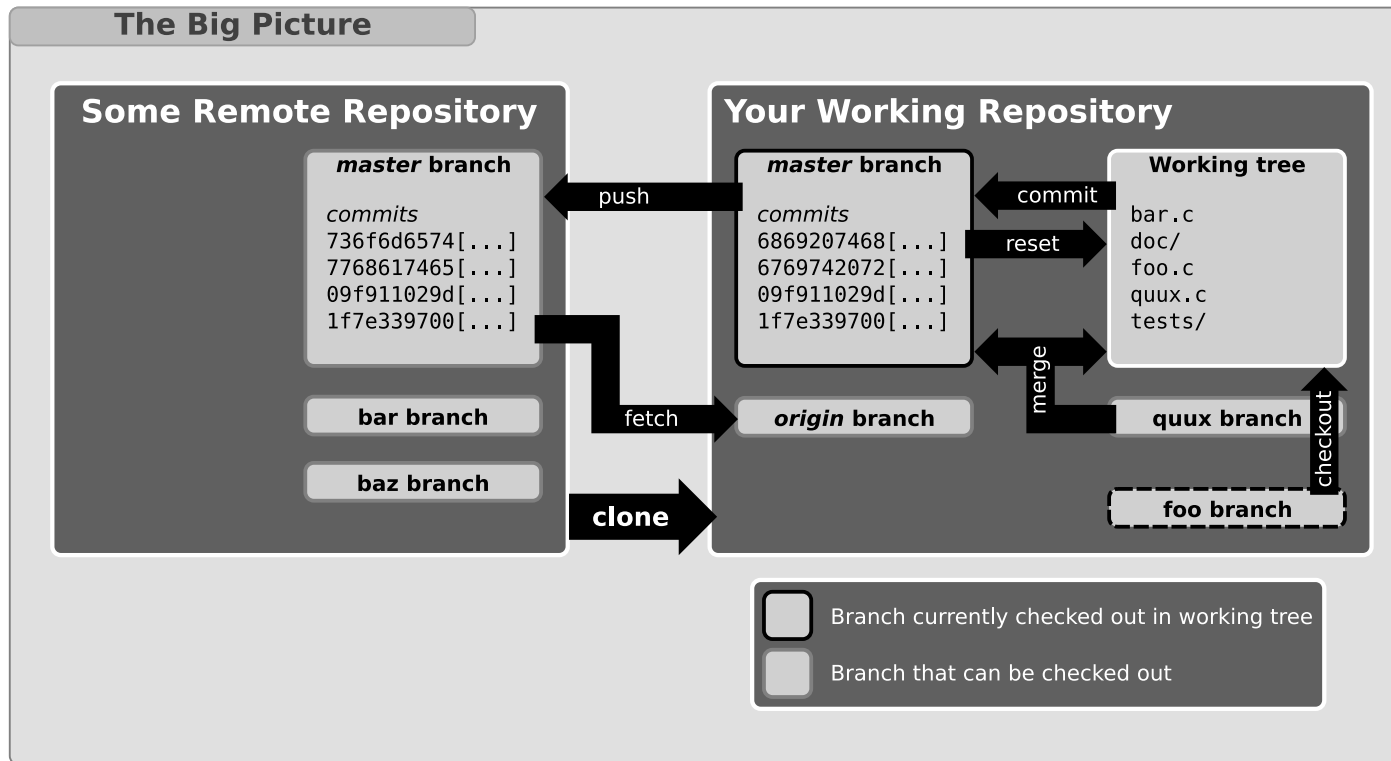 The Big Picture
Some Remote Repository
master branch
commits
736f6d6574[...]
7768617465[...]
09f911029d[...]
1f7e339700[...]
bar branch
baz branch
push
fetch
clone
Your Working Repository
master branch
commits
6869207468[...]
6769742072[...]
09f911029d[...]
1f7e339700[...]
origin branch
commit
reset
merge
Working tree
bar.c
doc/
foo.c
quux.c
tests/
quux branch
checkout
foo branch
Branch currently checked out in working tree
Branch that can be checked out